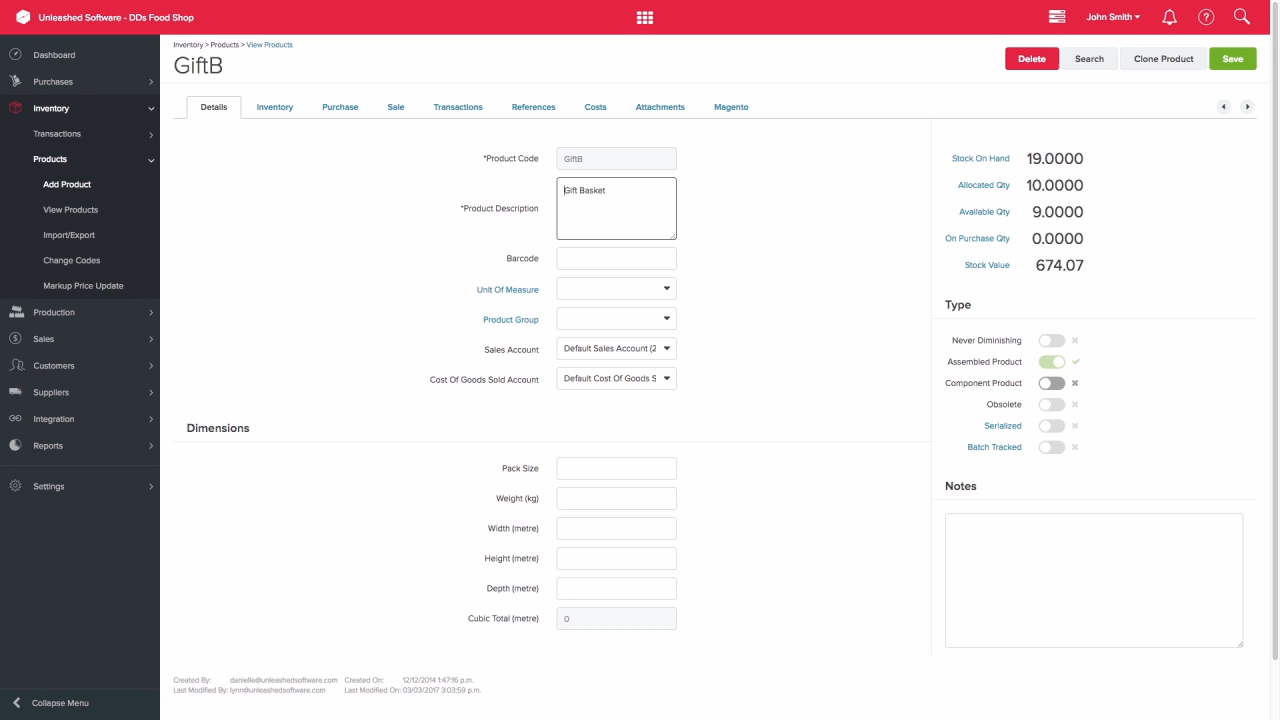 Unleashed Software - DDs Food Shop
John Smith
Dashboard
Purchases
Inventory
Transactions
Products
Add Product
View Products
Import/Export
Change Codes
Markup Price Update
Production
Sales
Customers
Suppliers
Integration
Reports
Settings
Collapse Menu
Inventory > Products > View Products
GiftB
Delete
Search
Clone Product
Save
Details
Inventory
Purchase
Sale
Transactions
References
Costs
Attachments
Magento
*Product Code
GiftB
*Product Description
Gift Basket
Barcode
Unit Of Measure
Product Group
Sales Account
Default Sales Account (2
Cost Of Goods Sold Account
Default Cost Of Goods S
Dimensions
Pack Size
Weight (kg)
Width (metre)
Height (metre)
Depth (metre)
Cubic Total (metre)
0
Stock On Hand 19.0000
Allocated Qty 10.0000
Available Qty 9.0000
On Purchase Qty 0.0000
Stock Value 674.07
Type
Never Diminishing
Assembled Product
Component Product
Obsolete
Serialized
Batch Tracked
Notes
Created By: danielle@unleashedsoftware.com Created On: 12/12/2014 1:47:16 p.m.
Last Modified By: lynn@unleashedsoftware.com Last Modified On: 03/03/2017 3:03:59 p.m.